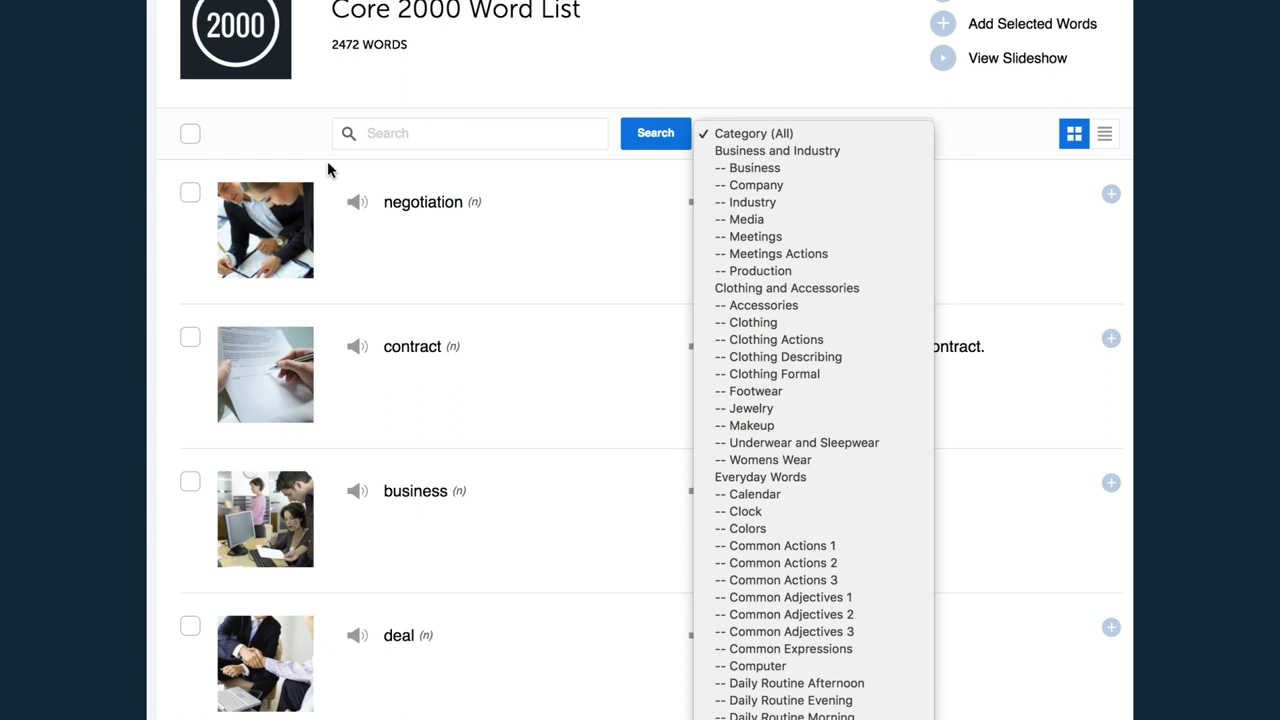 Core 2000 Word List
2000
2472 WORDS
Add Selected Words
View Slideshow
Search
Search
✓ Category (All)
Business and Industry
-- Business
-- Company
-- Industry
-- Media
-- Meetings
-- Meetings Actions
-- Production
Clothing and Accessories
-- Accessories
-- Clothing
-- Clothing Actions
-- Clothing Describing
-- Clothing Formal
-- Footwear
-- Jewelry
-- Makeup
-- Underwear and Sleepwear
-- Womens Wear
Everyday Words
-- Calendar
-- Clock
-- Colors
-- Common Actions 1
-- Common Actions 2
-- Common Actions 3
-- Common Adjectives 1
-- Common Adjectives 2
-- Common Adjectives 3
-- Common Expressions
-- Computer
-- Daily Routine Afternoon
-- Daily Routine Evening
-- Daily Routine Morning
negotiation (n)
contract (n)
ontract.
business (n)
deal (n)